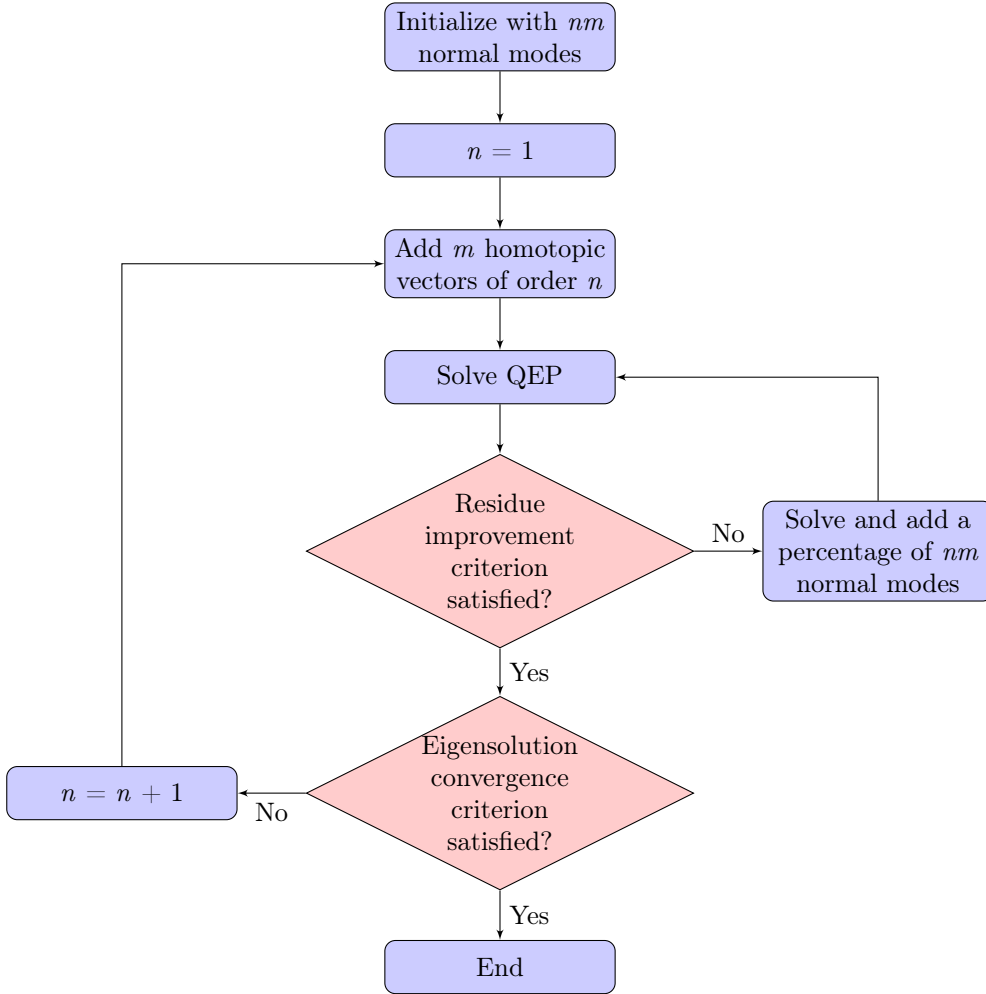 Initialize with nm
normal modes
n = 1
Add m homotopic
vectors of order n
Solve QEP
Residue
improvement
criterion
satisfied?
No
Solve and add a
percentage of nm
normal modes
Yes
Eigensolution
convergence
criterion
satisfied?
No
n = n + 1
Yes
End